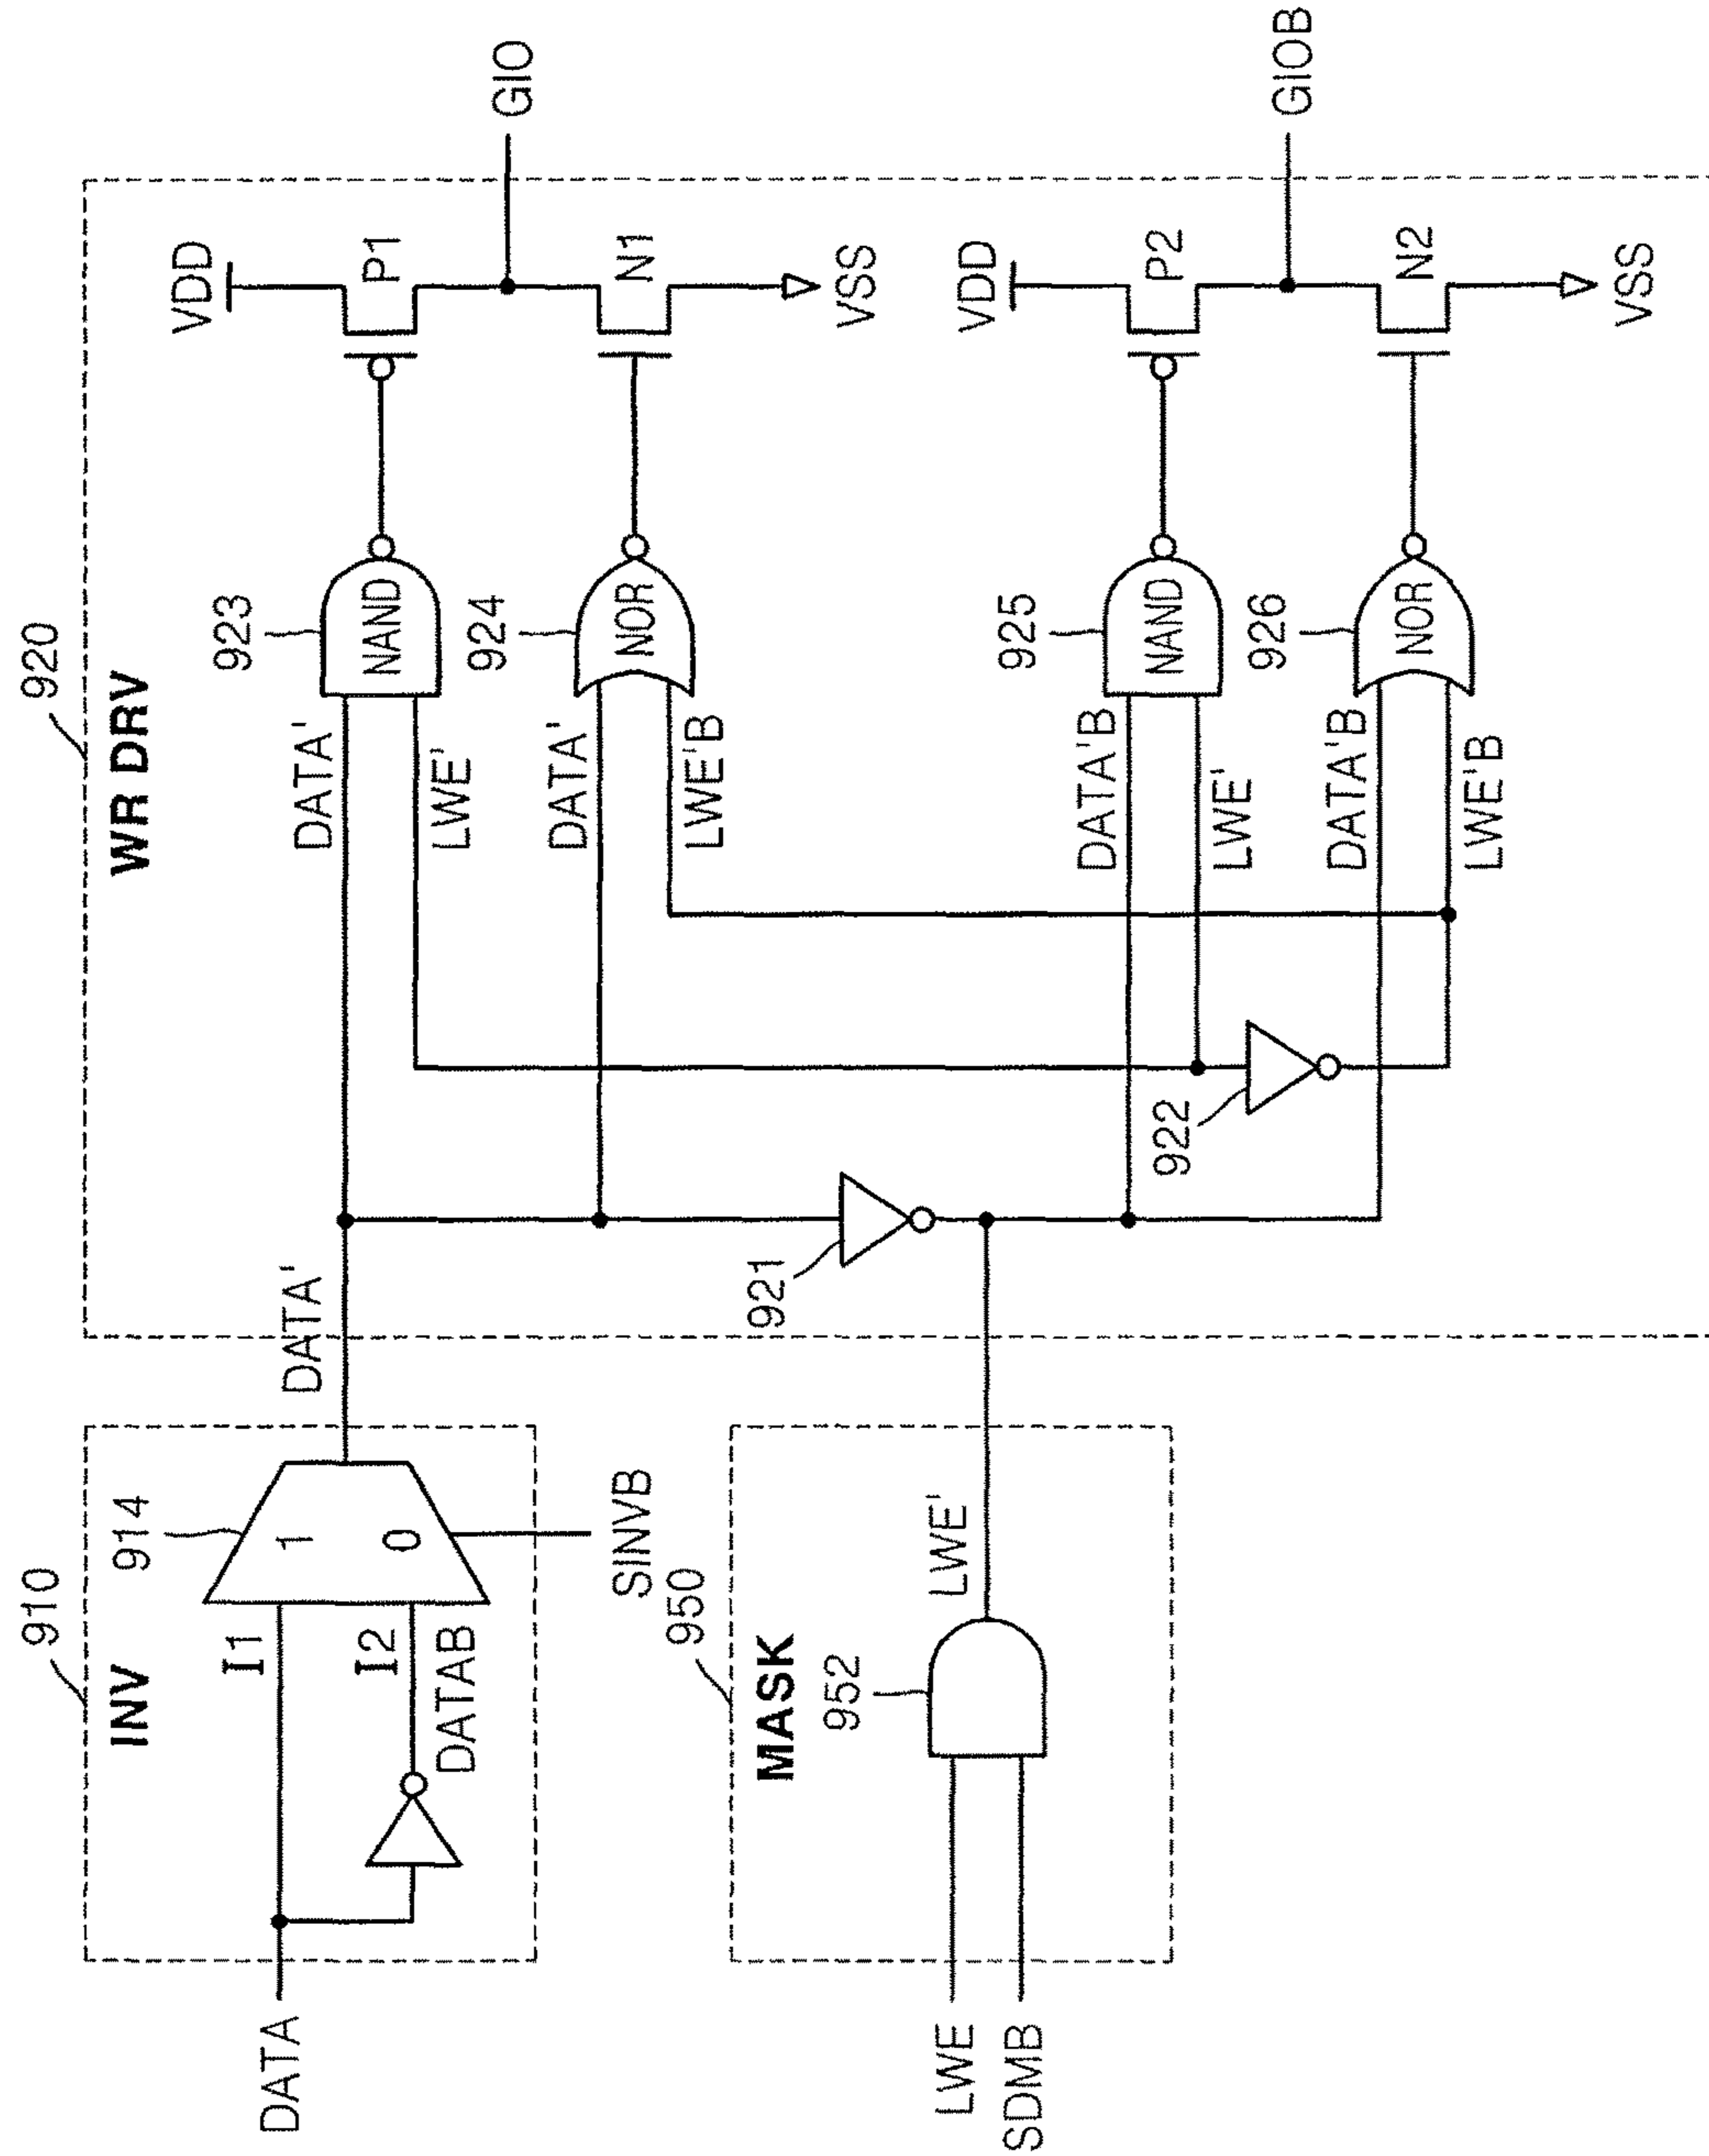 910
INV
914
I1
I2
DATAB
1
0
DATA
SINVB
DATA'
950
MASK
952
LWE
SDMB
LWE'
920
WR DRV
921
922
DATA'
LWE'
923
NAND
DATA'
LWE'B
924
NOR
DATA'B
LWE'
925
NAND
DATA'B
LWE'B
926
NOR
VDD
P1
GIO
N1
VSS
VDD
P2
GIOB
N2
VSS